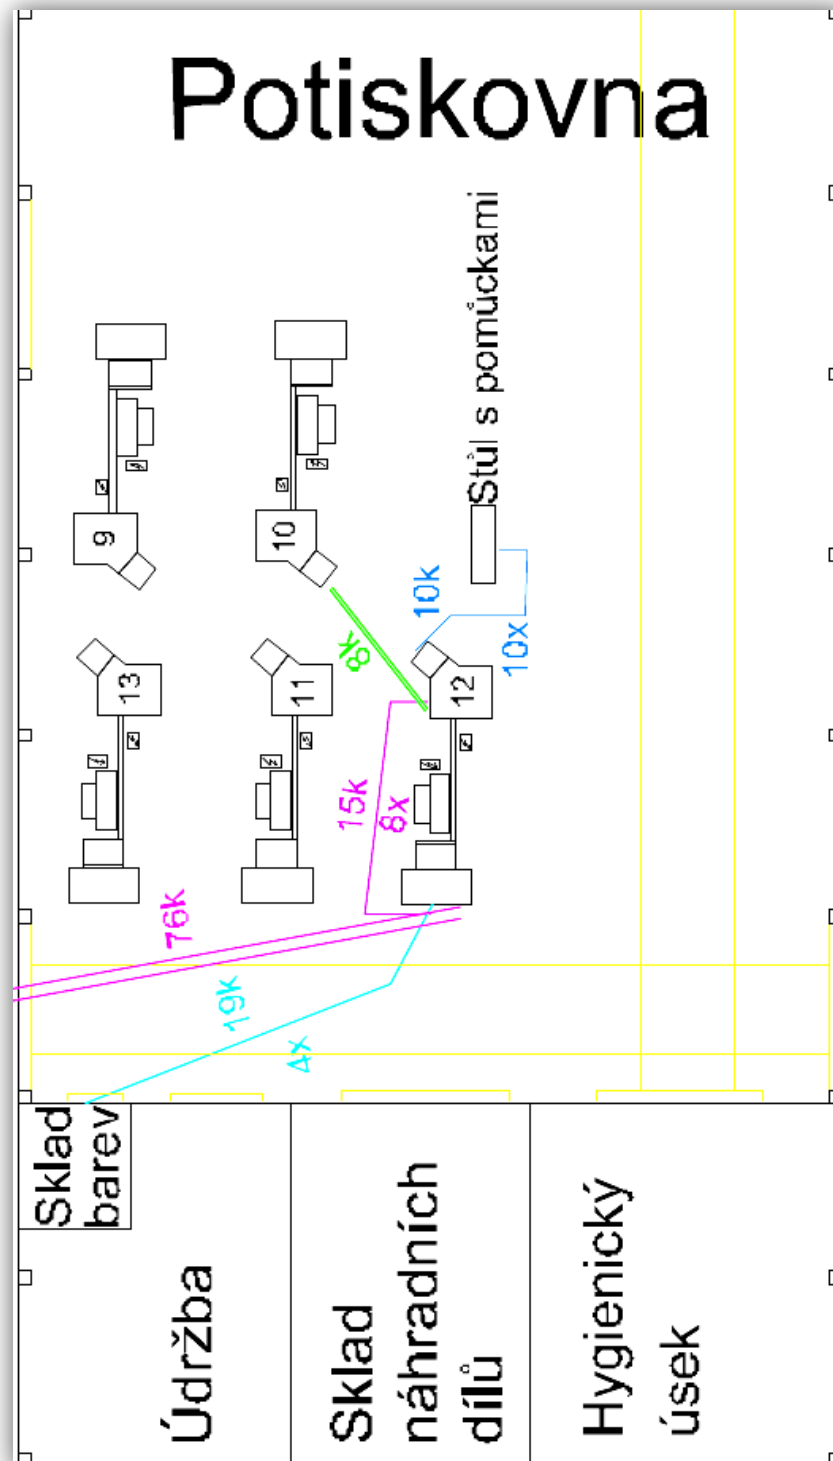 Potiskovna
Stůl s pomůckami
9
10
10k
10x
8k
13
11
12
15k
8x
76k
19k
4x
Sklad
barev
Údržba
Sklad
náhradních
dílů
Hygienický
úsek